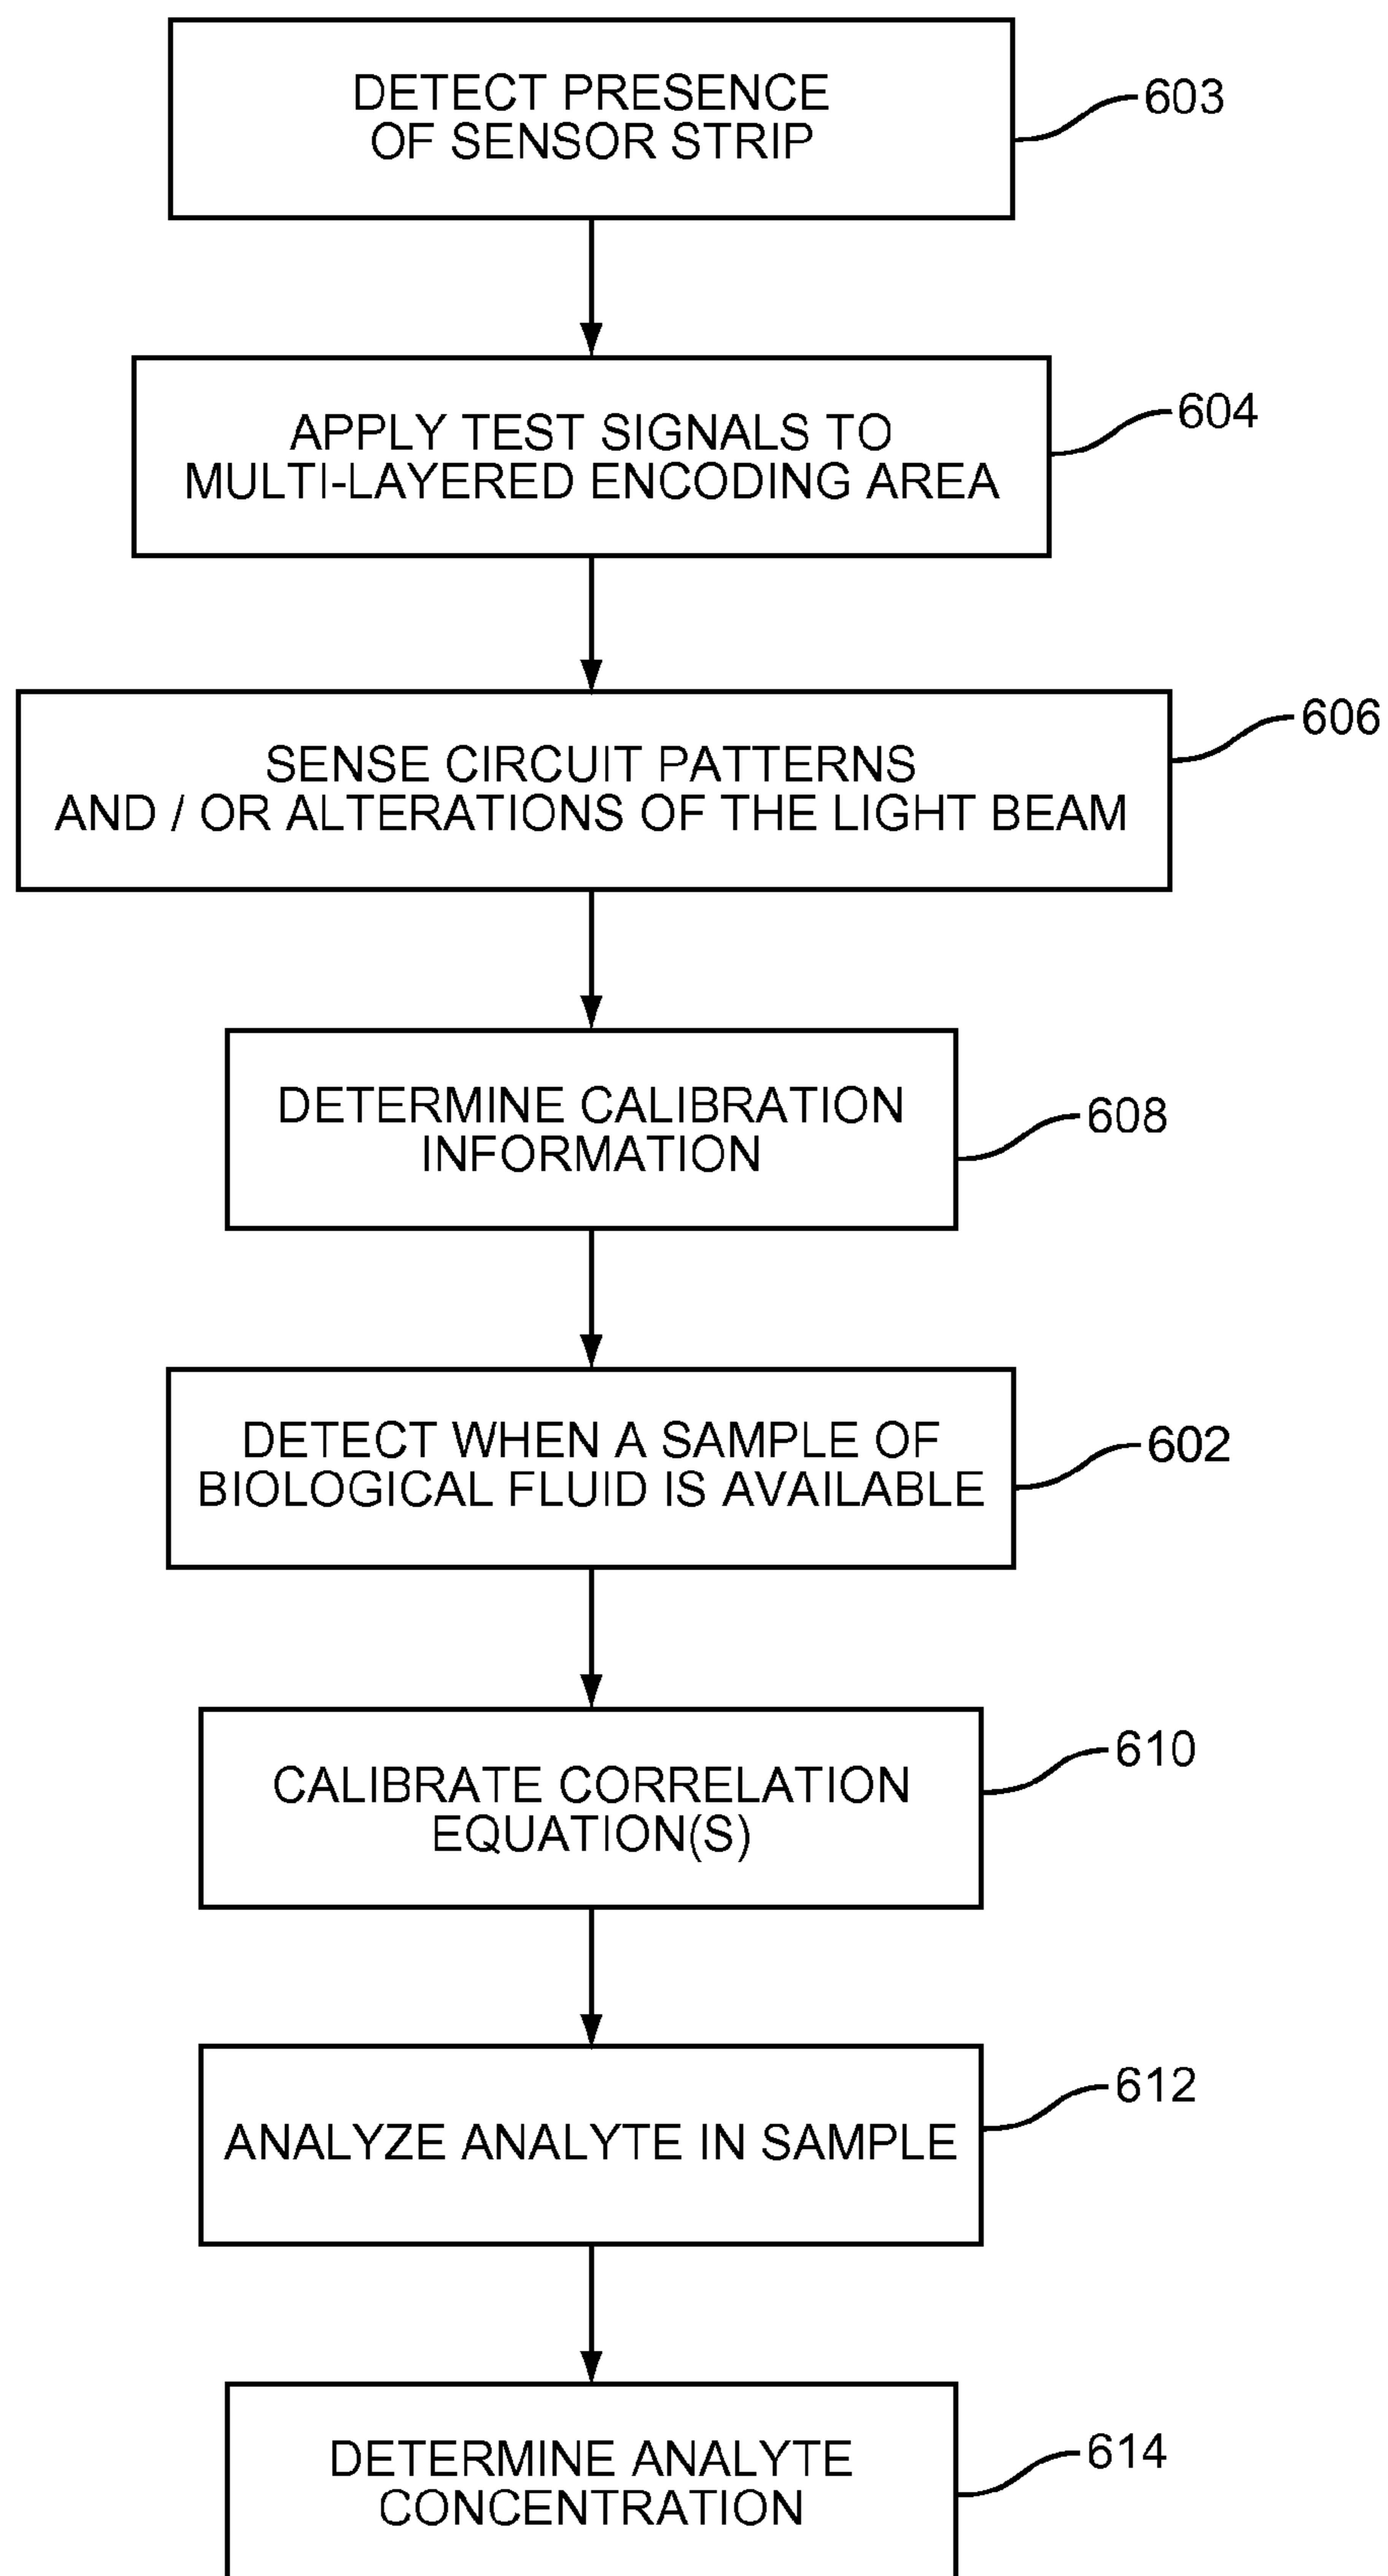 DETECT PRESENCE
OF SENSOR STRIP
603
APPLY TEST SIGNALS TO
MULTI-LAYERED ENCODING AREA
604
SENSE CIRCUIT PATTERNS
AND / OR ALTERATIONS OF THE LIGHT BEAM
606
DETERMINE CALIBRATION
INFORMATION
608
DETECT WHEN A SAMPLE OF
BIOLOGICAL FLUID IS AVAILABLE
602
CALIBRATE CORRELATION
EQUATION(S)
610
ANALYZE ANALYTE IN SAMPLE
612
DETERMINE ANALYTE
CONCENTRATION
614